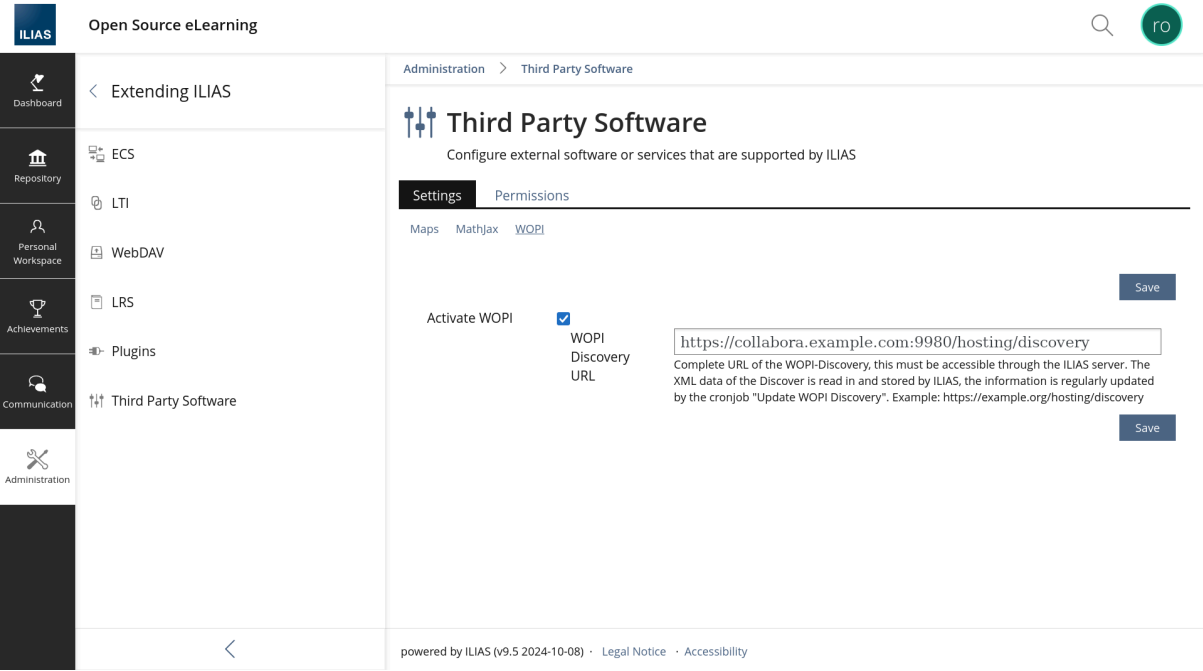 ILIAS
Open Source eLearning
ro
Dashboard
Repository
Personal
Workspace
Achievements
Communication
Administration
Extending ILIAS
ECS
LTI
WebDAV
LRS
Plugins
Third Party Software
Administration
Third Party Software
Third Party Software
Configure external software or services that are supported by ILIAS
Settings
Permissions
Maps
MathJax
WOPI
Save
Activate WOPI
WOPI
Discovery
URL
https://collabora.example.com:9980/hosting/discovery
Complete URL of the WOPI-Discovery, this must be accessible through the ILIAS server. The
XML data of the Discover is read in and stored by ILIAS, the information is regularly updated
by the cronjob "Update WOPI Discovery". Example: https://example.org/hosting/discovery
Save
powered by ILIAS (v9.5 2024-10-08) · Legal Notice · Accessibility